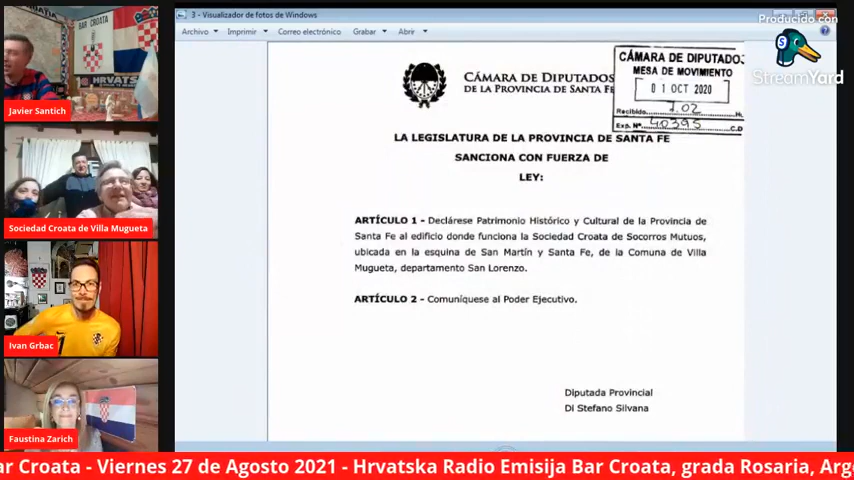 BAR CROATA
HRVATSKA
Javier Santich
Sociedad Croata de Villa Mugueta
Ivan Grbac
Faustina Zarich
3 - Visualizador de fotos de Windows
Archivo Imprimir Correo electrónico Grabar Abrir
Producido con
StreamYard
CÁMARA DE DIPUTADOS
DE LA PROVINCIA DE SANTA FE
CÁMARA DE DIPUTADOS
MESA DE MOVIMIENTO
01 OCT 2020
Recibido
Exp. Nº 40395 C.D
LA LEGISLATURA DE LA PROVINCIA DE SANTA FE
SANCIONA CON FUERZA DE
LEY:
ARTÍCULO 1 - Declárese Patrimonio Histórico y Cultural de la Provincia de
Santa Fe al edificio donde funciona la Sociedad Croata de Socorros Mutuos,
ubicada en la esquina de San Martín y Santa Fe, de la Comuna de Villa
Mugueta, departamento San Lorenzo.
ARTÍCULO 2 - Comuníquese al Poder Ejecutivo.
Diputada Provincial
Di Stefano Silvana
ar Croata - Viernes 27 de Agosto 2021 - Hrvatska Radio Emisija Bar Croata, grada Rosaria, Arg